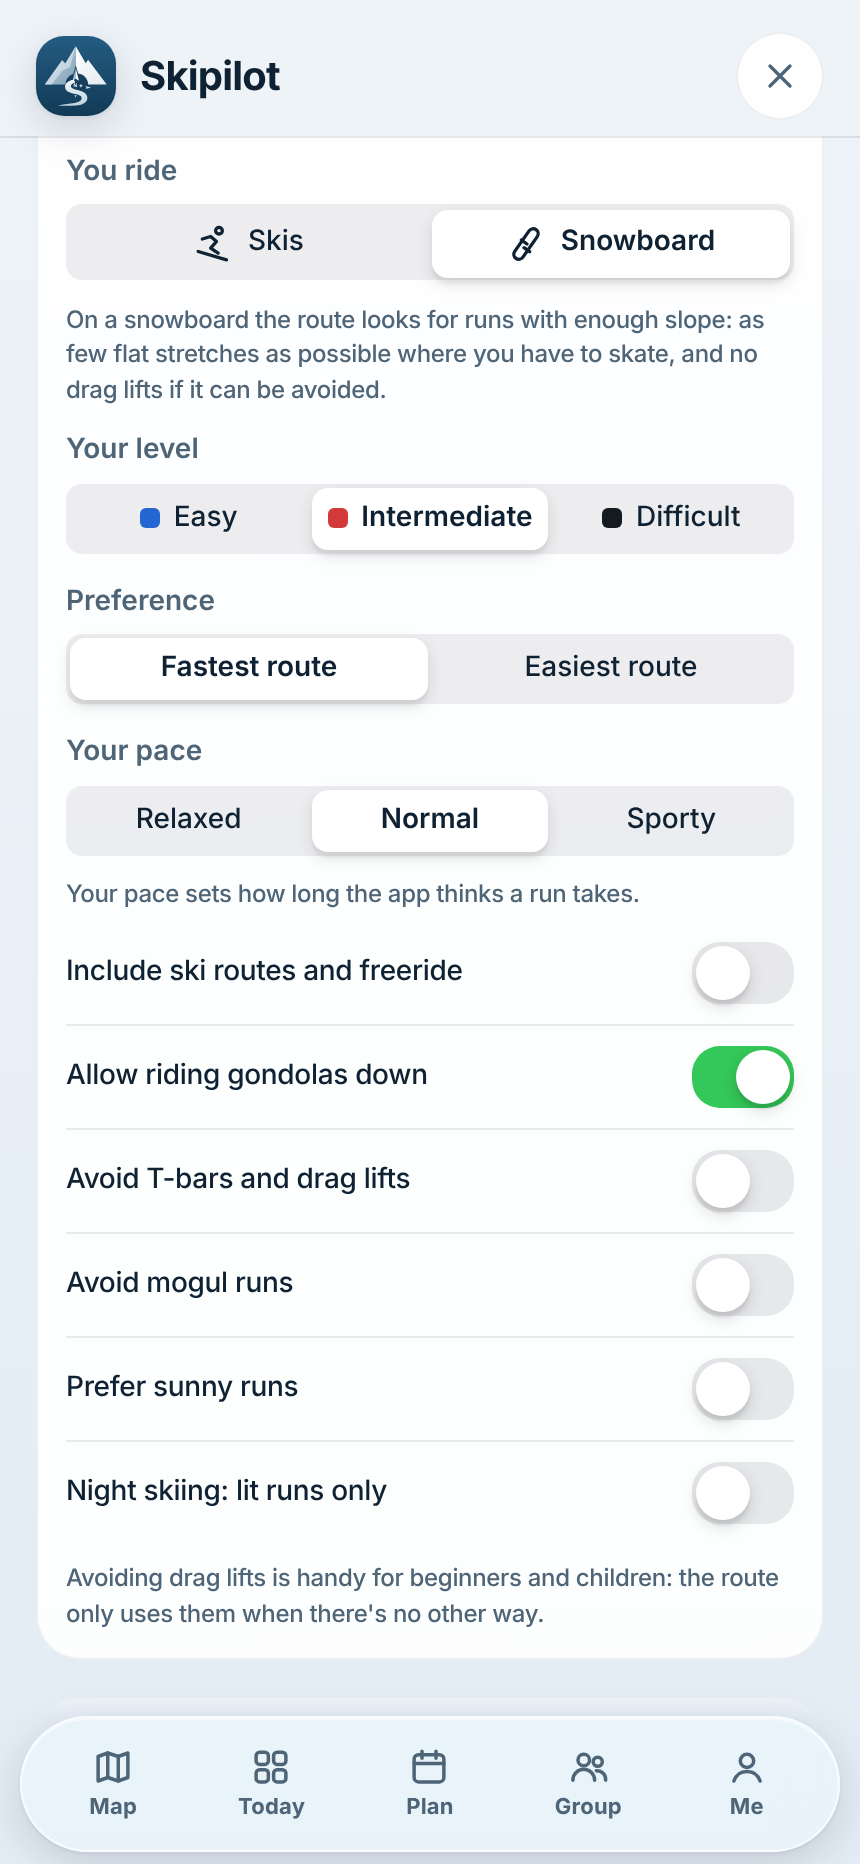 Skipilot
You ride
Skis
Snowboard
On a snowboard the route looks for runs with enough slope: as
few flat stretches as possible where you have to skate, and no
drag lifts if it can be avoided.
Your level
Easy
Intermediate
Difficult
Preference
Fastest route
Easiest route
Your pace
Relaxed
Normal
Sporty
Your pace sets how long the app thinks a run takes.
Include ski routes and freeride
Allow riding gondolas down
Avoid T-bars and drag lifts
Avoid mogul runs
Prefer sunny runs
Night skiing: lit runs only
Avoiding drag lifts is handy for beginners and children: the route
only uses them when there's no other way.
Map
Today
Plan
Group
Me